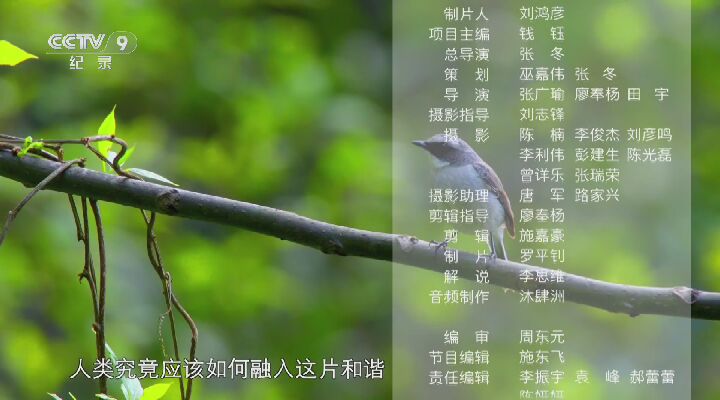 CCTV 9
纪录
制片人 刘鸿彦
项目主编 钱 钰
总导演 张 冬
策 划 巫嘉伟 张 冬
导 演 张广瑜 廖奉杨 田 宇
摄影指导 刘志锋
摄 影 陈 楠 李俊杰 刘彦鸣
李利伟 彭建生 陈光磊
曾详乐 张瑞荣
摄影助理 唐 军 路家兴
剪辑指导 廖奉杨
剪 辑 施嘉豪
制 片 罗平钊
解 说 李思维
音频制作 沐肆洲
编 审 周东元
节目编辑 施东飞
责任编辑 李振宇 袁 峰 郝蕾蕾
人类究竟应该如何融入这片和谐